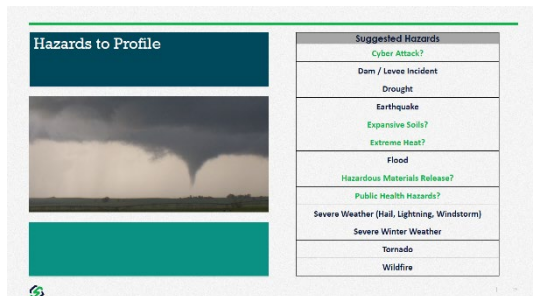 Hazards to Profile
Suggested Hazards
Cyber Attack?
Dam / Levee Incident
Drought
Earthquake
Expansive Soils?
Extreme Heat?
Flood
Hazardous Materials Release?
Public Health Hazards?
Severe Weather (Hail, Lightning, Windstorm)
Severe Winter Weather
Tornado
Wildfire